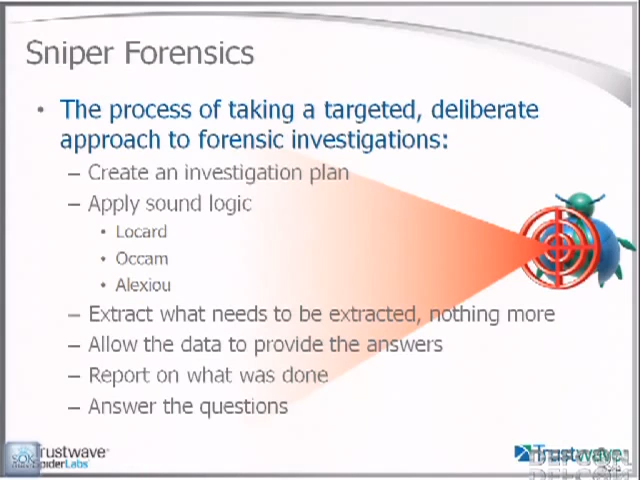 Sniper Forensics
• The process of taking a targeted, deliberate
approach to forensic investigations:
– Create an investigation plan
– Apply sound logic
• Locard
• Occam
• Alexiou
– Extract what needs to be extracted, nothing more
– Allow the data to provide the answers
– Report on what was done
– Answer the questions
Trustwave
SpiderLabs
Trustwave
DEFCON